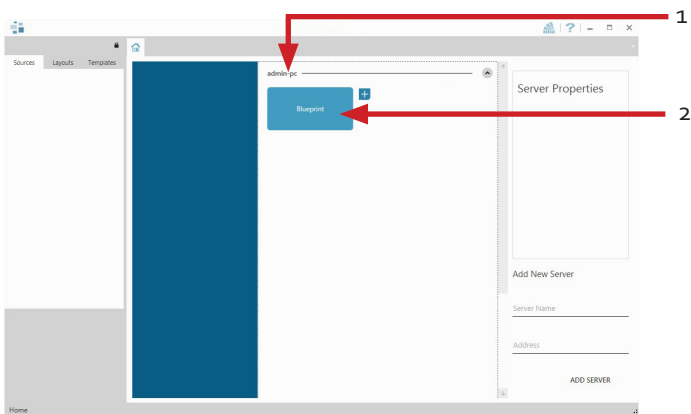 1
?
Sources Layouts Templates
admin-pc
Blueprint
2
Server Properties
Add New Server
Server Name
Address
ADD SERVER
Home